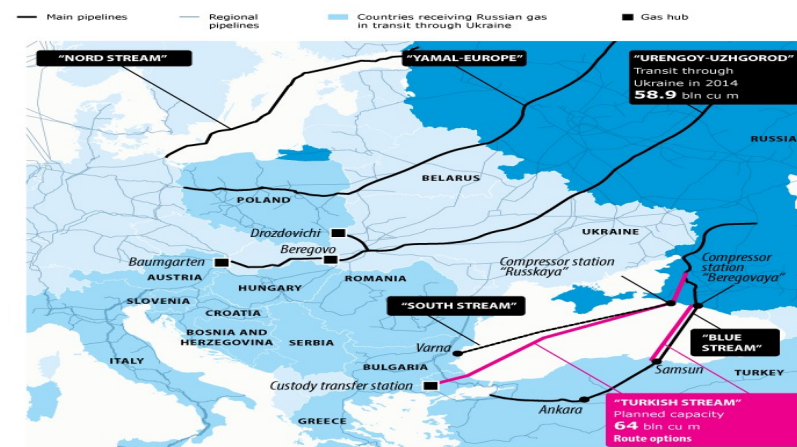 Main pipelines
Regional
pipelines
Countries receiving Russian gas
in transit through Ukraine
Gas hub
“NORD STREAM”
“YAMAL-EUROPE”
“URENGOY-UZHGOROD”
Transit through
Ukraine in 2014
58.9 bln cu m
RUSSIA
BELARUS
POLAND
Drozdovichi
UKRAINE
Beregovo
Baumgarten
Compressor station
“Russkaya”
Compressor
station
“Beregovaya”
AUSTRIA
ROMANIA
HUNGARY
SLOVENIA
“SOUTH STREAM”
CROATIA
BOSNIA AND
HERZEGOVINA
SERBIA
“BLUE
STREAM”
Varna
ITALY
BULGARIA
Samsun
TURKEY
Custody transfer station
Ankara
GREECE
“TURKISH STREAM”
Planned capacity
64 bln cu m
Route options